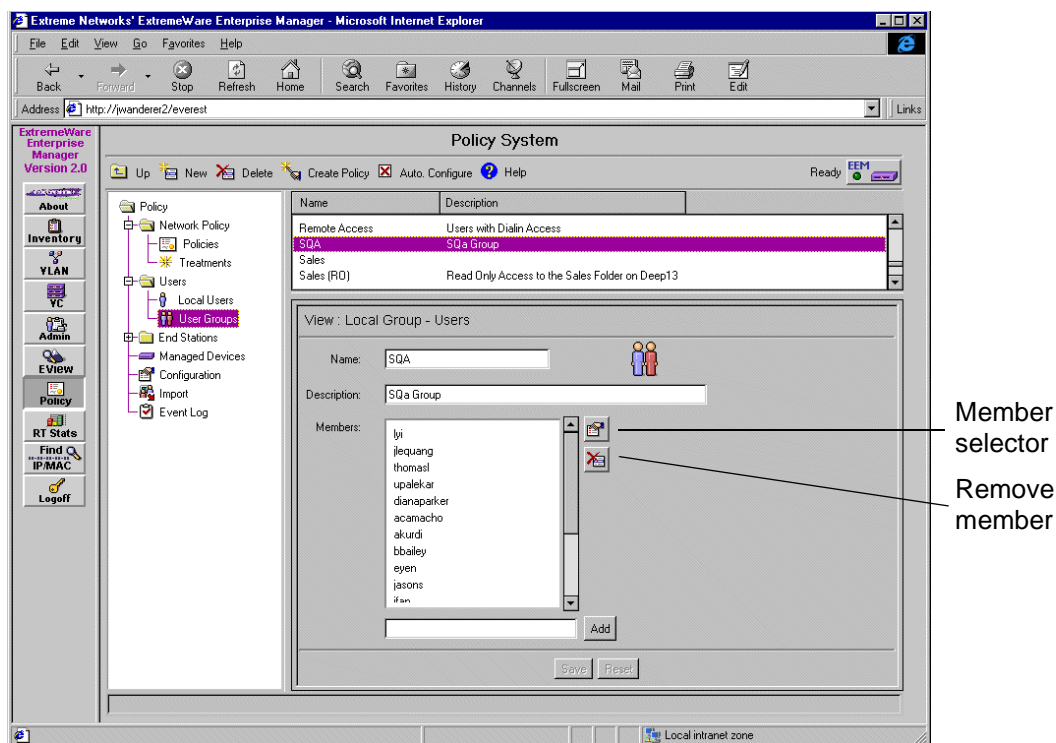 Extreme Networks' ExtremeWare Enterprise Manager - Microsoft Internet Explorer
File Edit View Go Favorites Help
Back Forward Stop Refresh Home Search Favorites History Channels Fullscreen Mail Print Edit
Address http://jwanderer2/everest Links
ExtremeWare
Enterprise
Manager
Version 2.0
Policy System
Up New Delete Create Policy Auto. Configure Help Ready EEM
About
Inventory
VLAN
VC
Admin
EView
Policy
RT Stats
Find
IP/MAC
Logoff
Policy
Network Policy
Policies
Treatments
Users
Local Users
User Groups
End Stations
Managed Devices
Configuration
Import
Event Log
Name Description
Remote Access Users with Dialin Access
SQA SQa Group
Sales
Sales (RO) Read Only Access to the Sales Folder on Deep13
View : Local Group - Users
Name: SQA
Description: SQa Group
Members:
lyi
jlequang
thomasl
upalekar
dianaparker
acamacho
akurdi
bbailey
eyen
jasons
Add
Save Reset
Member
selector
Remove
member
Local intranet zone